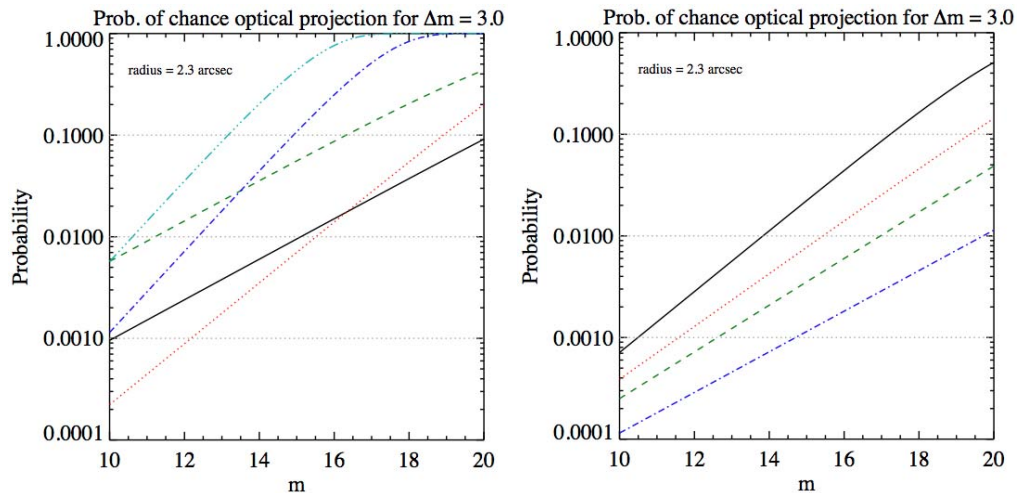 Prob. of chance optical projection for Δm = 3.0
1.0000
radius = 2.3 arcsec
0.1000
0.0100
0.0010
0.0001
Probability
10 12 14 16 18 20
m
Prob. of chance optical projection for Δm = 3.0
1.0000
radius = 2.3 arcsec
0.1000
0.0100
0.0010
0.0001
Probability
10 12 14 16 18 20
m